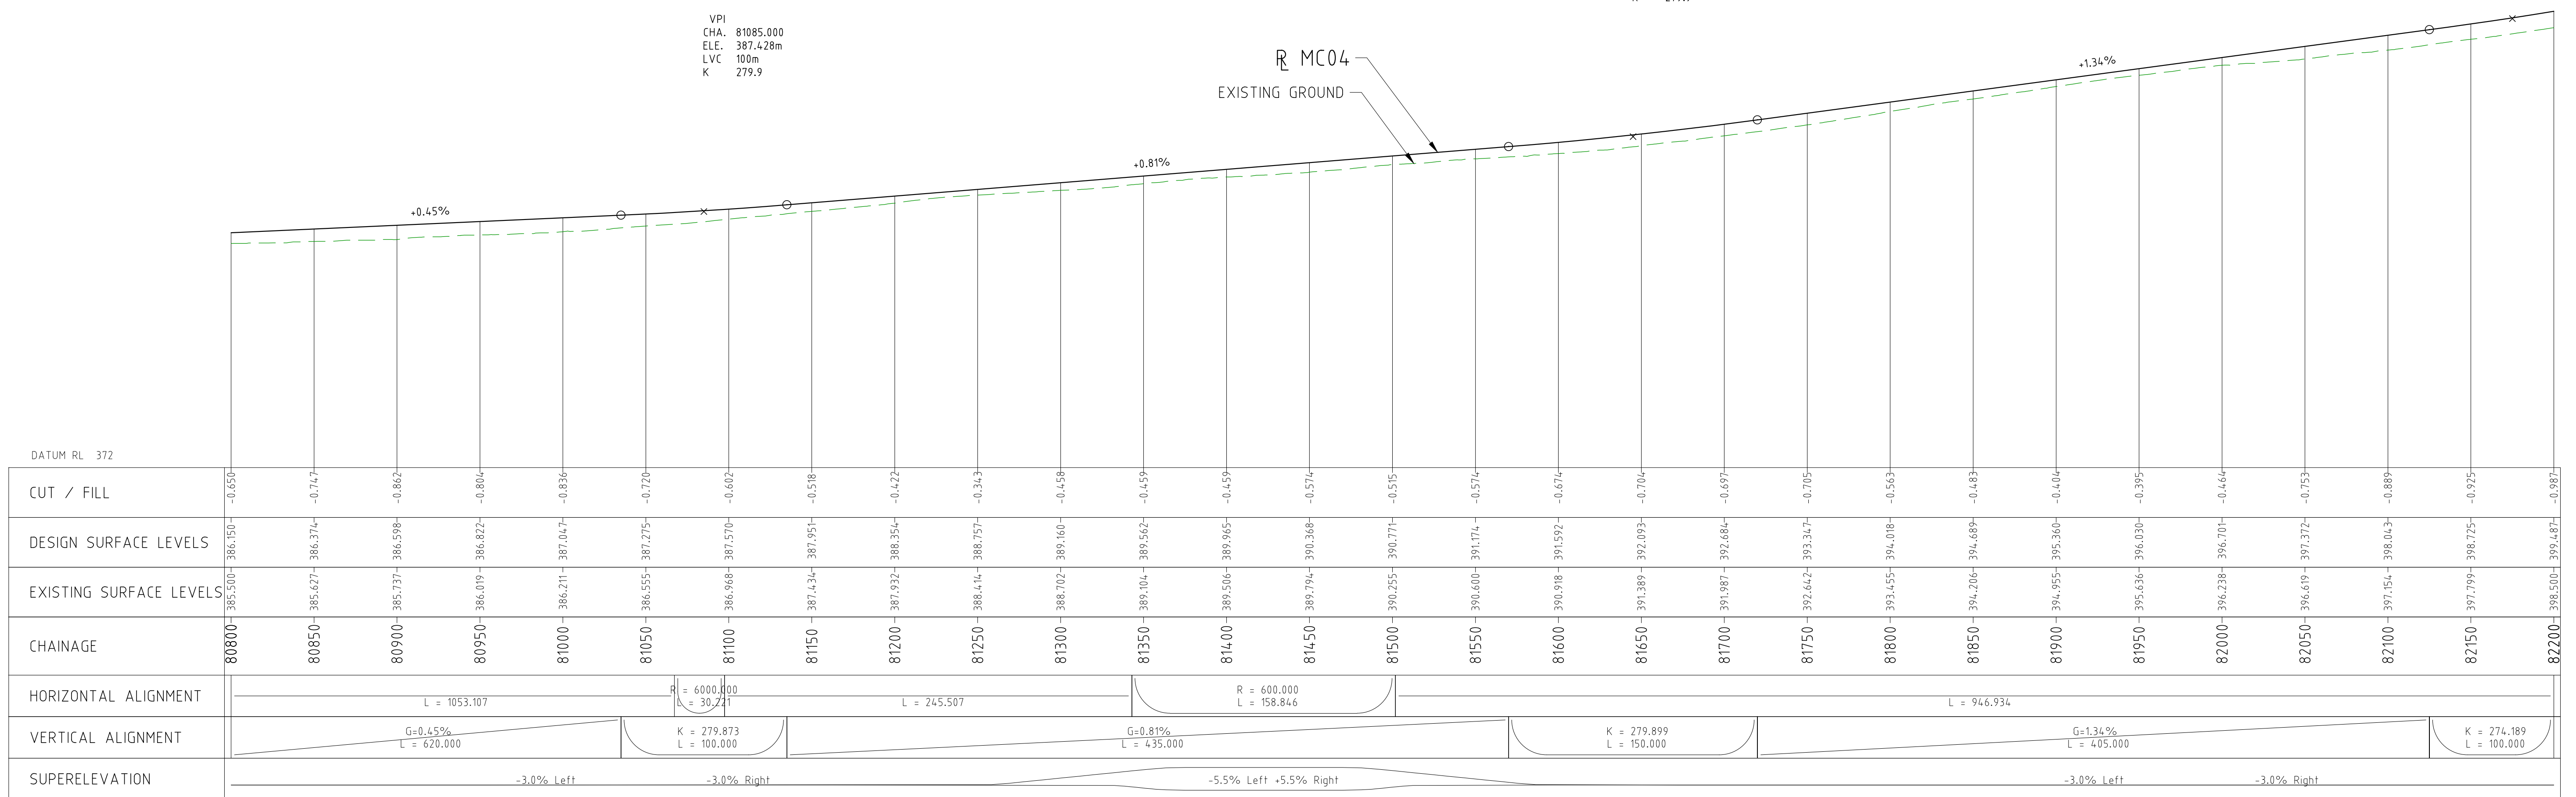 VPI
CHA. 81085.000
ELE. 387.428m
LVC 100m
K 279.9
MC04
EXISTING GROUND
+0.45%
+0.81%
+1.34%
DATUM RL 372
CUT / FILL -0.650 -0.747 -0.862 -0.804 -0.836 -0.720 -0.602 -0.518 -0.422 -0.343 -0.458 -0.459 -0.459 -0.574 -0.515 -0.574 -0.674 -0.704 -0.697 -0.705 -0.563 -0.483 -0.404 -0.395 -0.464 -0.753 -0.889 -0.925 -0.987
DESIGN SURFACE LEVELS 386.150 386.374 386.598 386.822 387.047 387.275 387.570 387.951 388.354 388.757 389.160 389.562 389.965 390.368 390.771 391.174 391.592 392.093 392.684 393.347 394.018 394.689 395.360 396.030 396.701 397.372 398.043 398.725 399.487
EXISTING SURFACE LEVELS 385.500 385.627 385.737 386.019 386.211 386.555 386.968 387.434 387.932 388.414 388.702 389.104 389.506 389.794 390.255 390.600 390.918 391.389 391.987 392.642 393.455 394.206 394.955 395.636 396.238 396.619 397.154 397.799 398.500
CHAINAGE 80800 80850 80900 80950 81000 81050 81100 81150 81200 81250 81300 81350 81400 81450 81500 81550 81600 81650 81700 81750 81800 81850 81900 81950 82000 82050 82100 82150 82200
HORIZONTAL ALIGNMENT
R = 6000.000 R = 600.000
L = 1053.107 L = 30.221 L = 245.507 L = 158.846 L = 946.934
VERTICAL ALIGNMENT
G=0.45% K = 279.873 G=0.81% K = 279.899 G=1.34% K = 274.189
L = 620.000 L = 100.000 L = 435.000 L = 150.000 L = 405.000 L = 100.000
SUPERELEVATION -3.0% Left -3.0% Right -5.5% Left +5.5% Right -3.0% Left -3.0% Right